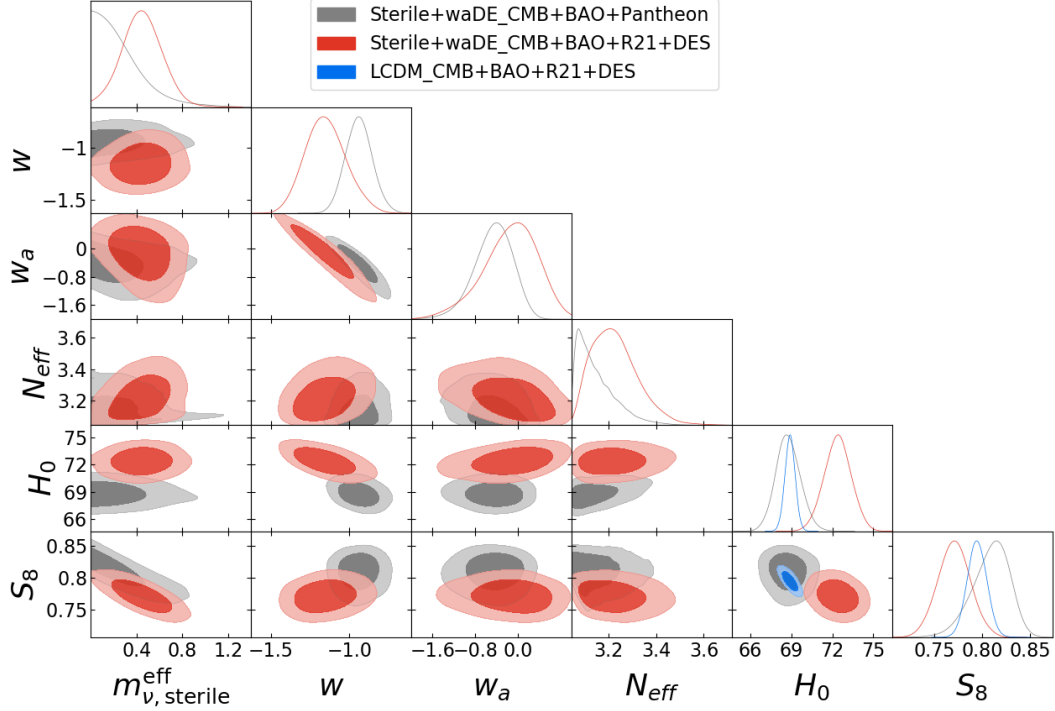 Sterile+waDE_CMB+BAO+Pantheon
Sterile+waDE_CMB+BAO+R21+DES
LCDM_CMB+BAO+R21+DES
w
−1
−1.5
w_a
0
−0.8
−1.6
N_eff
3.6
3.4
3.2
H_0
75
72
69
66
S_8
0.85
0.80
0.75
0.4 0.8 1.2 −1.5 −1.0 −1.6 −0.8 0.0 3.2 3.4 3.6 66 69 72 75 0.75 0.80 0.85
m^eff_ν, sterile w w_a N_eff H_0 S_8